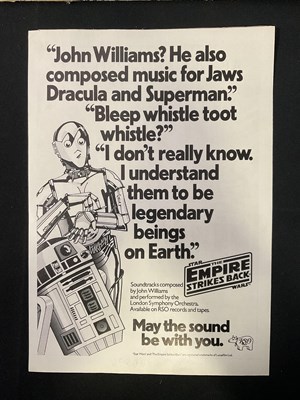 “John Williams? He also
composed music for Jaws
Dracula and Superman.”
“Bleep whistle toot
whistle?”
“I don’t really know.
I understand
them to be
legendary
beings
on Earth.”
Soundtracks composed
by John Williams
and performed by the
London Symphony Orchestra.
Available on RSO records and tapes.
STAR
THE
EMPIRE
STRIKES BACK
WARS
May the sound
be with you.
RSO